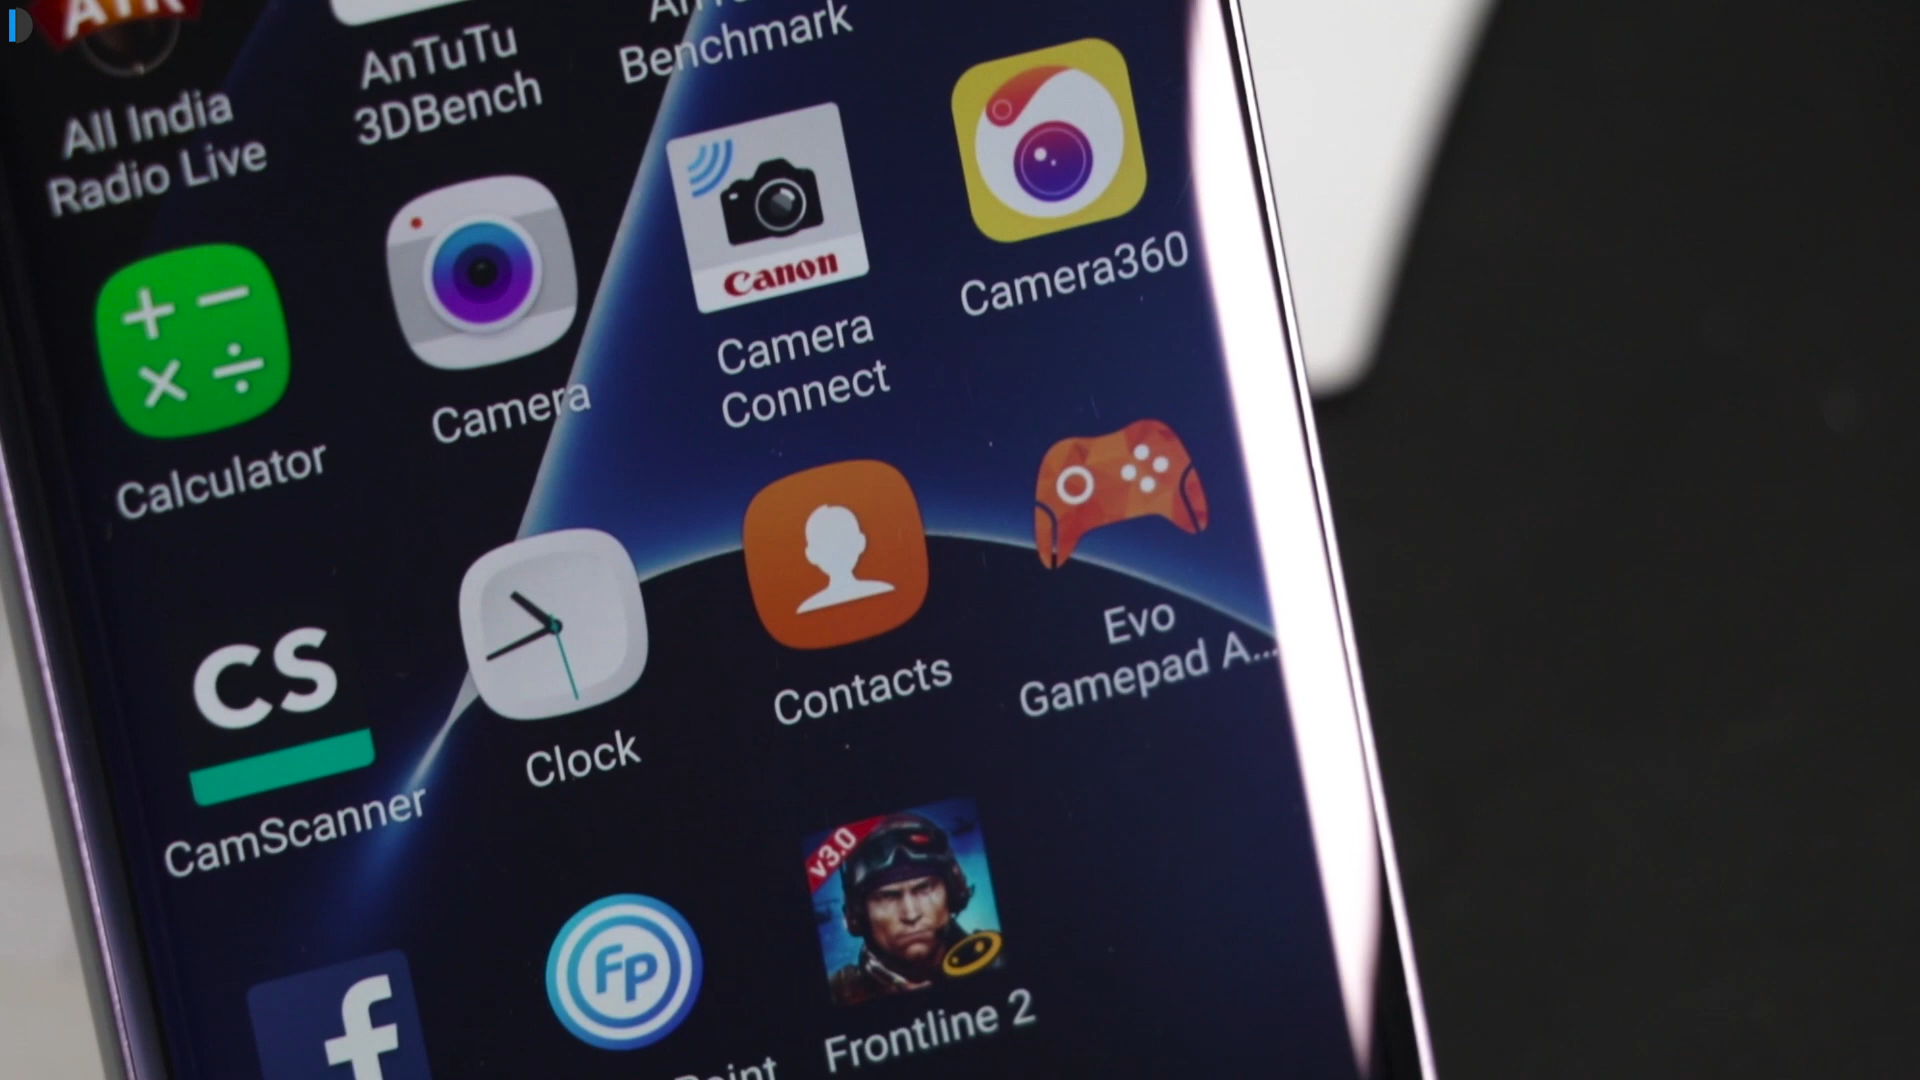 AIR
All India
Radio Live
AnTuTu
3DBench
Benchmark
Calculator
Camera
Canon
Camera
Connect
Camera360
CS
CamScanner
Clock
Contacts
Evo
Gamepad A...
f
FP
Point
v3.0
Frontline 2